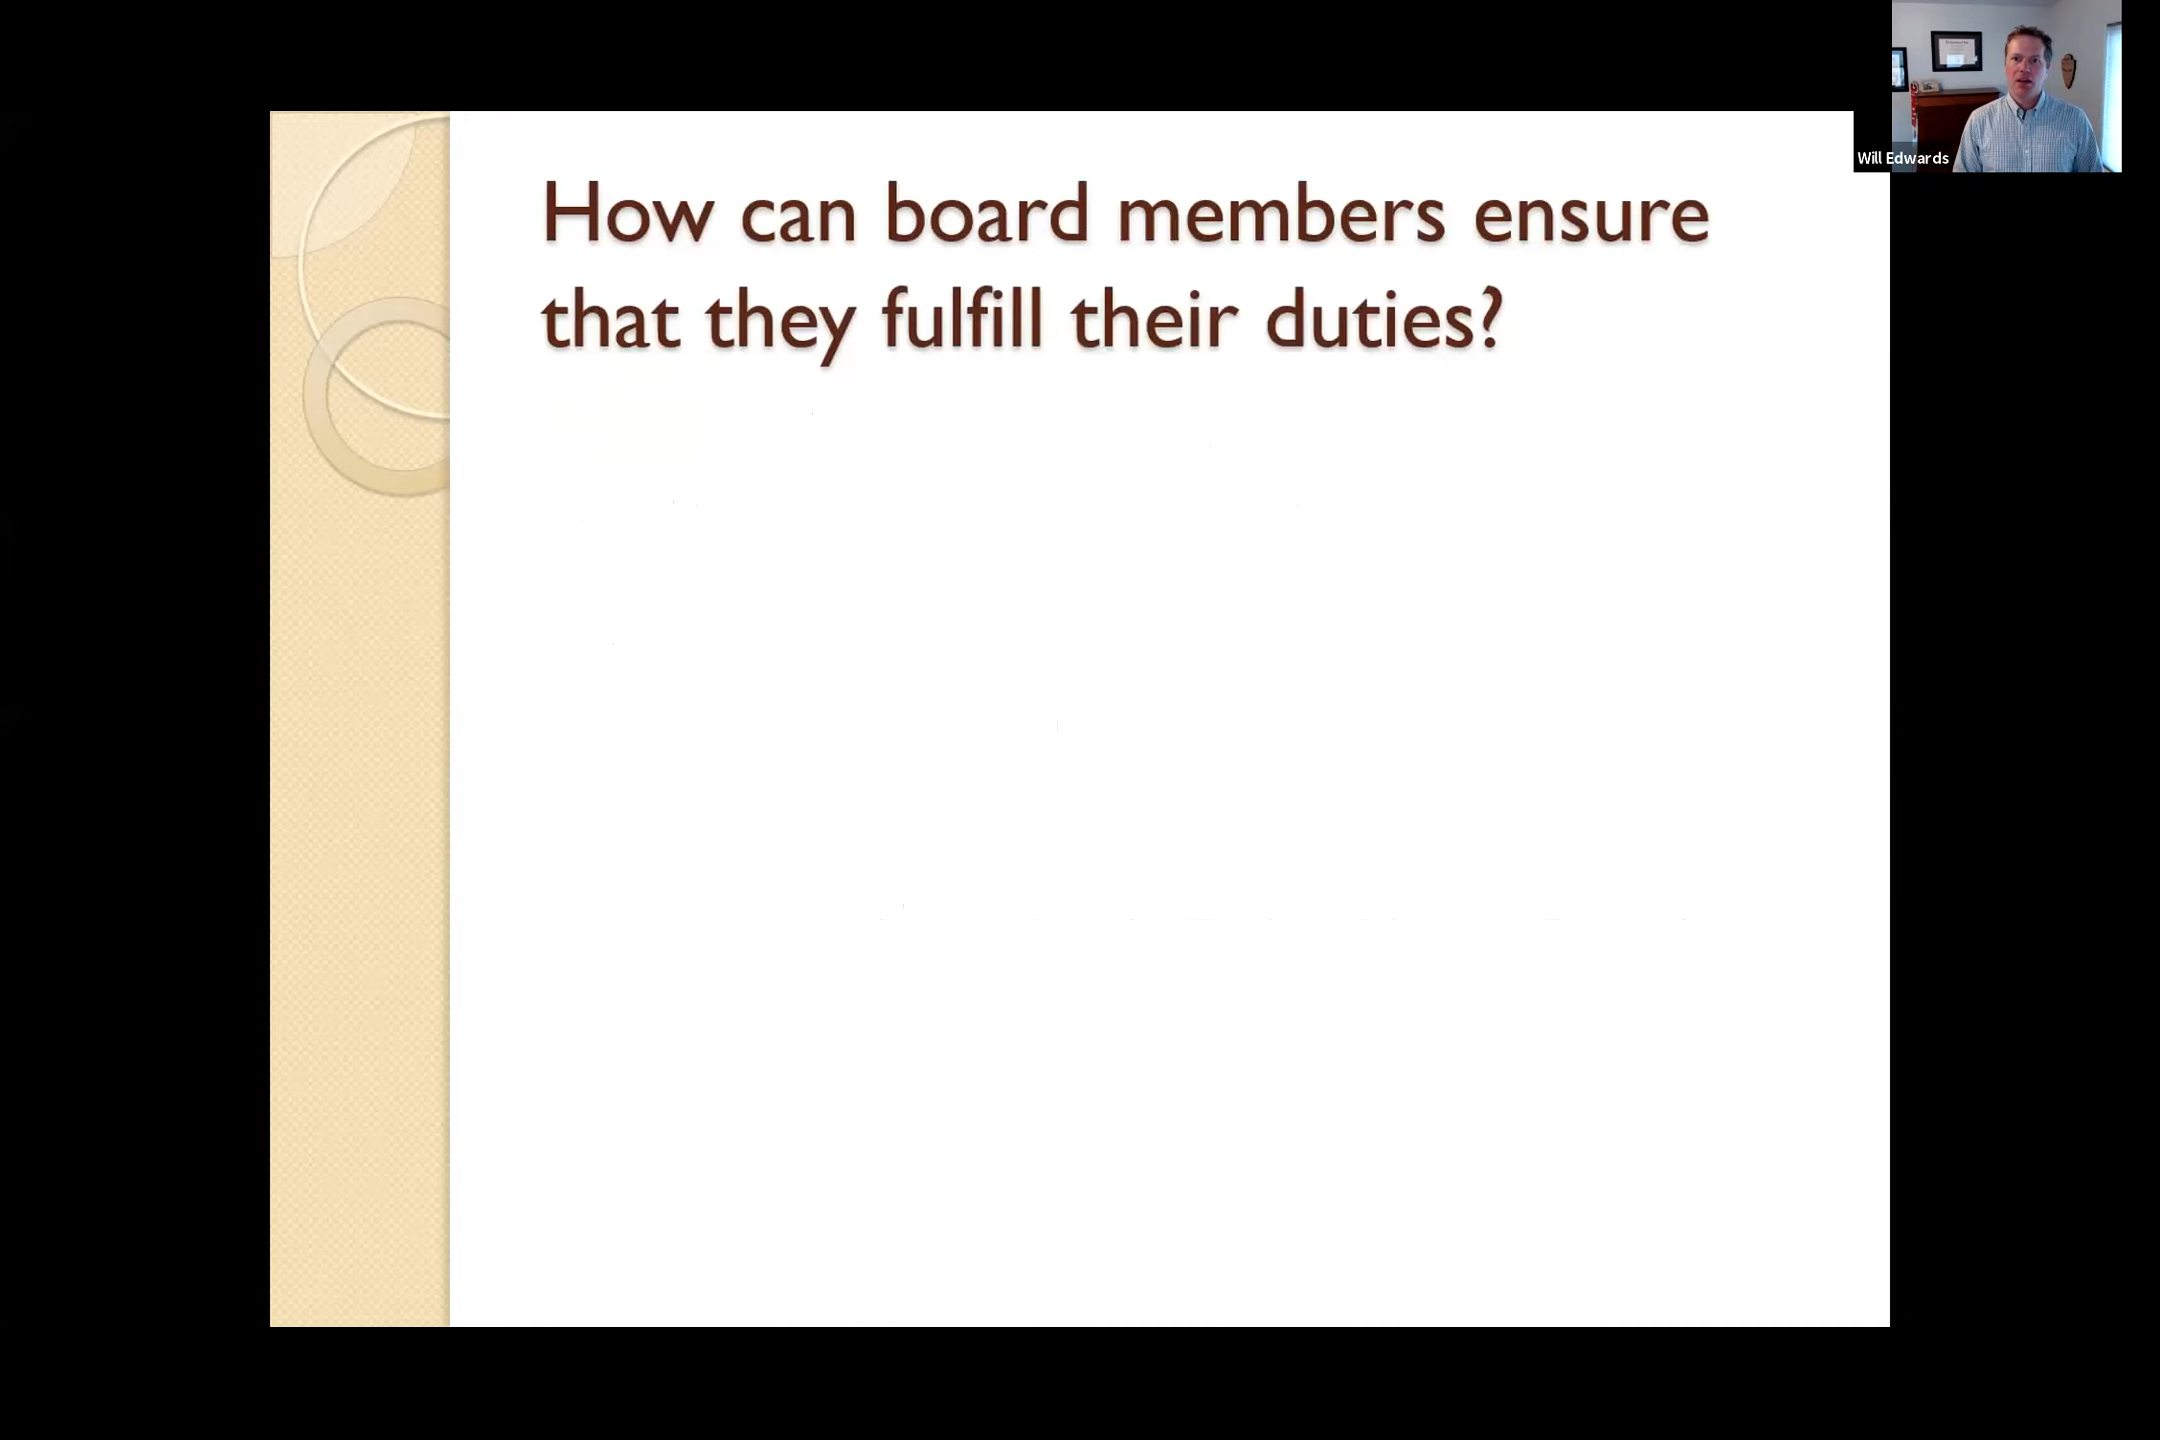 How can board members ensure
that they fulfill their duties?
Will Edwards